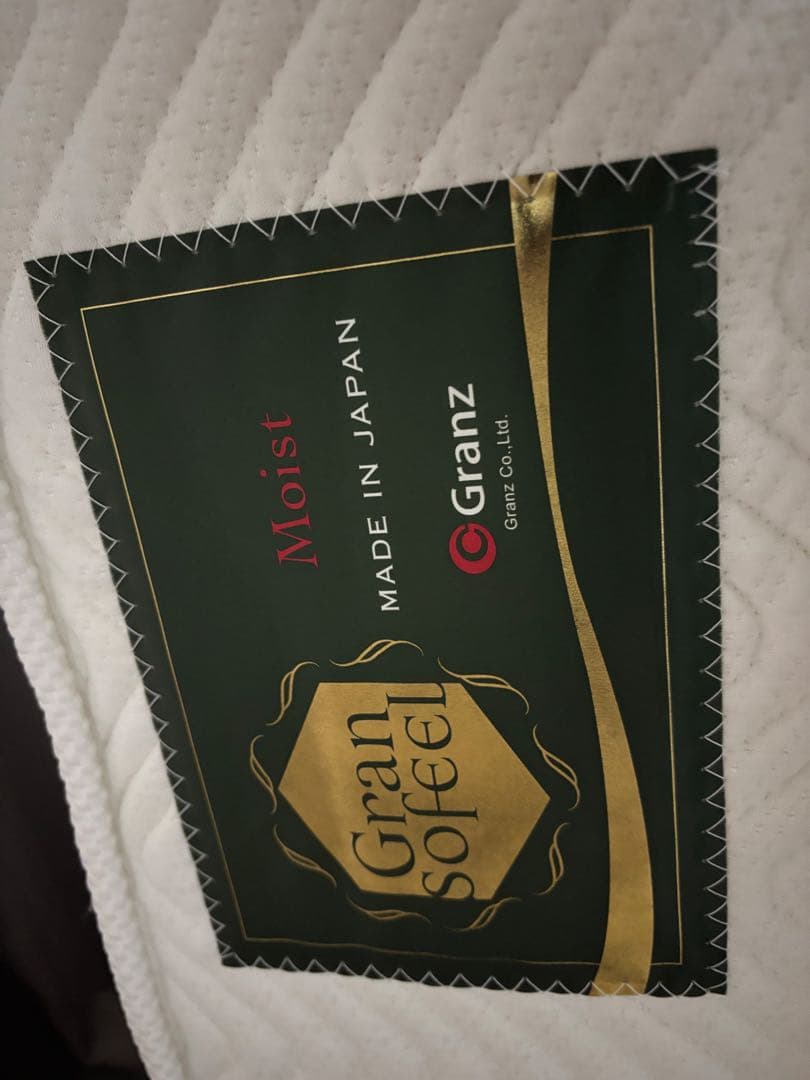 Gran
sofeel
Moist
MADE IN JAPAN
Granz
Granz Co.,Ltd.